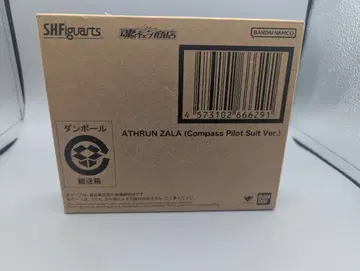 S.H.Figuarts
魂ウェブ商店
BANDAI NAMCO
4 573102 666291
ATHRUN ZALA (Compass Pilot Suit Ver.)
ダンボール
輸送箱